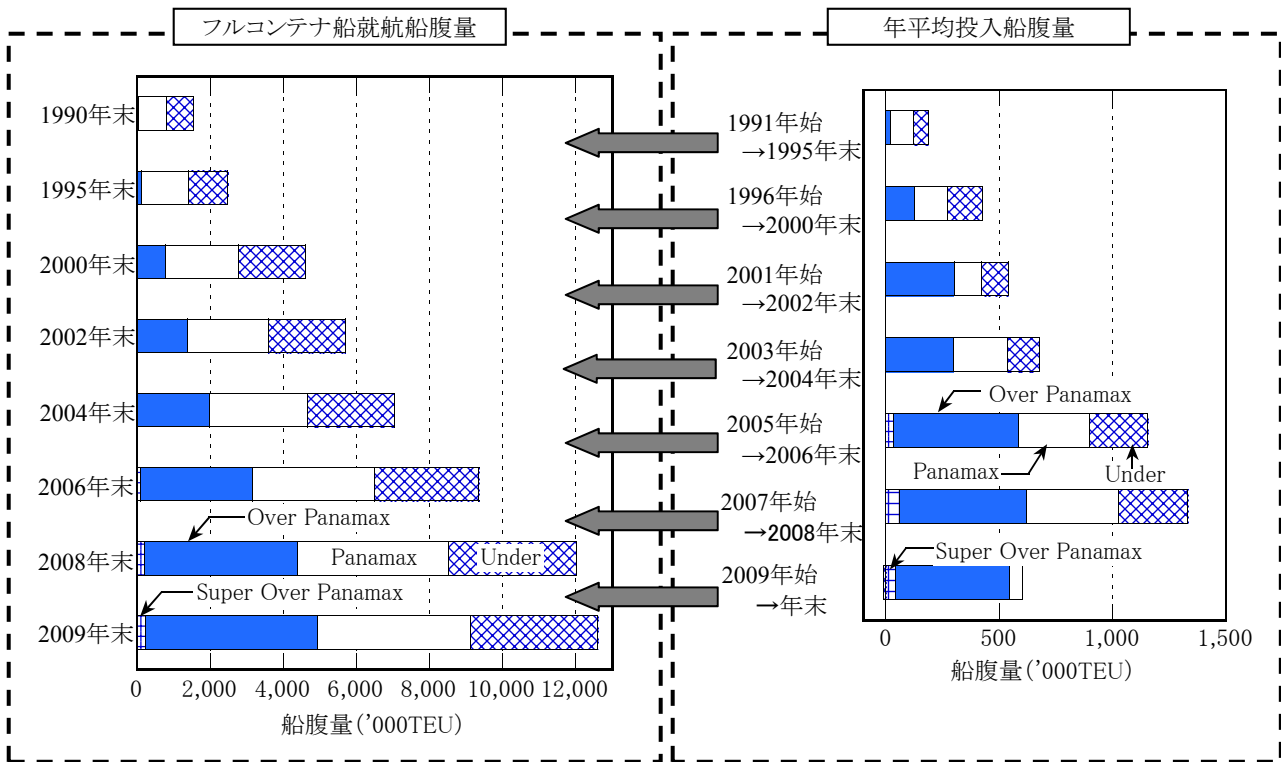 フルコンテナ船就航船腹量
1990年末
1995年末
2000年末
2002年末
2004年末
2006年末
2008年末
2009年末
Over Panamax
Panamax
Under
Super Over Panamax
0
2,000
4,000
6,000
8,000
10,000
12,000
船腹量('000TEU)
年平均投入船腹量
1991年始
→1995年末
1996年始
→2000年末
2001年始
→2002年末
2003年始
→2004年末
2005年始
→2006年末
2007年始
→2008年末
2009年始
→年末
Over Panamax
Panamax
Under
Super Over Panamax
0
500
1,000
1,500
船腹量('000TEU)